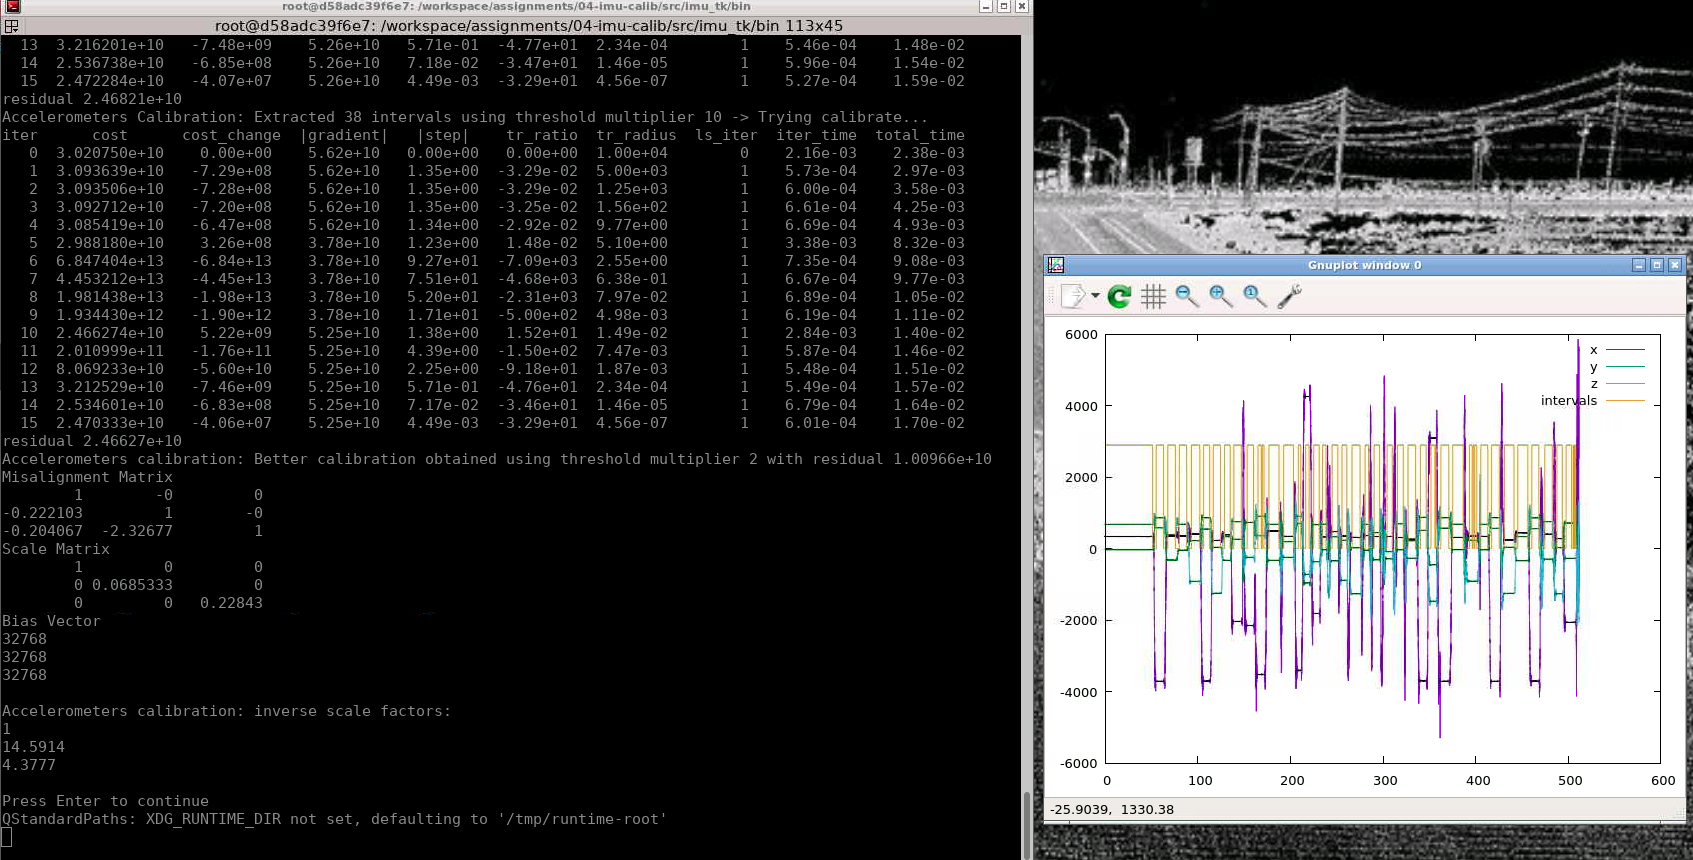 root@d58adc39f6e7: /workspace/assignments/04-imu-calib/src/imu_tk/bin
root@d58adc39f6e7: /workspace/assignments/04-imu-calib/src/imu_tk/bin 113x45
13 3.216201e+10 -7.48e+09 5.26e+10 5.71e-01 -4.77e+01 2.34e-04 1 5.46e-04 1.48e-02
14 2.536738e+10 -6.85e+08 5.26e+10 7.18e-02 -3.47e+01 1.46e-05 1 5.96e-04 1.54e-02
15 2.472284e+10 -4.07e+07 5.26e+10 4.49e-03 -3.29e+01 4.56e-07 1 5.27e-04 1.59e-02
residual 2.46821e+10
Accelerometers Calibration: Extracted 38 intervals using threshold multiplier 10 -> Trying calibrate...
iter cost cost_change |gradient| |step| tr_ratio tr_radius ls_iter iter_time total_time
0 3.020750e+10 0.00e+00 5.62e+10 0.00e+00 0.00e+00 1.00e+04 0 2.16e-03 2.38e-03
1 3.093639e+10 -7.29e+08 5.62e+10 1.35e+00 -3.29e-02 5.00e+03 1 5.73e-04 2.97e-03
2 3.093506e+10 -7.28e+08 5.62e+10 1.35e+00 -3.29e-02 1.25e+03 1 6.00e-04 3.58e-03
3 3.092712e+10 -7.20e+08 5.62e+10 1.35e+00 -3.25e-02 1.56e+02 1 6.61e-04 4.25e-03
4 3.085419e+10 -6.47e+08 5.62e+10 1.34e+00 -2.92e-02 9.77e+00 1 6.69e-04 4.93e-03
5 2.988180e+10 3.26e+08 3.78e+10 1.23e+00 1.48e-02 5.10e+00 1 3.38e-03 8.32e-03
6 6.847404e+13 -6.84e+13 3.78e+10 9.27e+01 -7.09e+03 2.55e+00 1 7.35e-04 9.08e-03
7 4.453212e+13 -4.45e+13 3.78e+10 7.51e+01 -4.68e+03 6.38e-01 1 6.67e-04 9.77e-03
8 1.981438e+13 -1.98e+13 3.78e+10 5.20e+01 -2.31e+03 7.97e-02 1 6.89e-04 1.05e-02
9 1.934430e+12 -1.90e+12 3.78e+10 1.71e+01 -5.00e+02 4.98e-03 1 6.19e-04 1.11e-02
10 2.466274e+10 5.22e+09 5.25e+10 1.38e+00 1.52e+01 1.49e-02 1 2.84e-03 1.40e-02
11 2.010999e+11 -1.76e+11 5.25e+10 4.39e+00 -1.50e+02 7.47e-03 1 5.87e-04 1.46e-02
12 8.069233e+10 -5.60e+10 5.25e+10 2.25e+00 -9.18e+01 1.87e-03 1 5.48e-04 1.51e-02
13 3.212529e+10 -7.46e+09 5.25e+10 5.71e-01 -4.76e+01 2.34e-04 1 5.49e-04 1.57e-02
14 2.534601e+10 -6.83e+08 5.25e+10 7.17e-02 -3.46e+01 1.46e-05 1 6.79e-04 1.64e-02
15 2.470333e+10 -4.06e+07 5.25e+10 4.49e-03 -3.29e+01 4.56e-07 1 6.01e-04 1.70e-02
residual 2.46627e+10
Accelerometers calibration: Better calibration obtained using threshold multiplier 2 with residual 1.00966e+10
Misalignment Matrix
1 -0 0
-0.222103 1 -0
-0.204067 -2.32677 1
Scale Matrix
1 0 0
0 0.0685333 0
0 0 0.22843
Bias Vector
32768
32768
32768
Accelerometers calibration: inverse scale factors:
1
14.5914
4.3777
Press Enter to continue
QStandardPaths: XDG_RUNTIME_DIR not set, defaulting to '/tmp/runtime-root'
Gnuplot window 0
6000
4000
2000
0
-2000
-4000
-6000
0 100 200 300 400 500 600
x
y
z
intervals
-25.9039, 1330.38